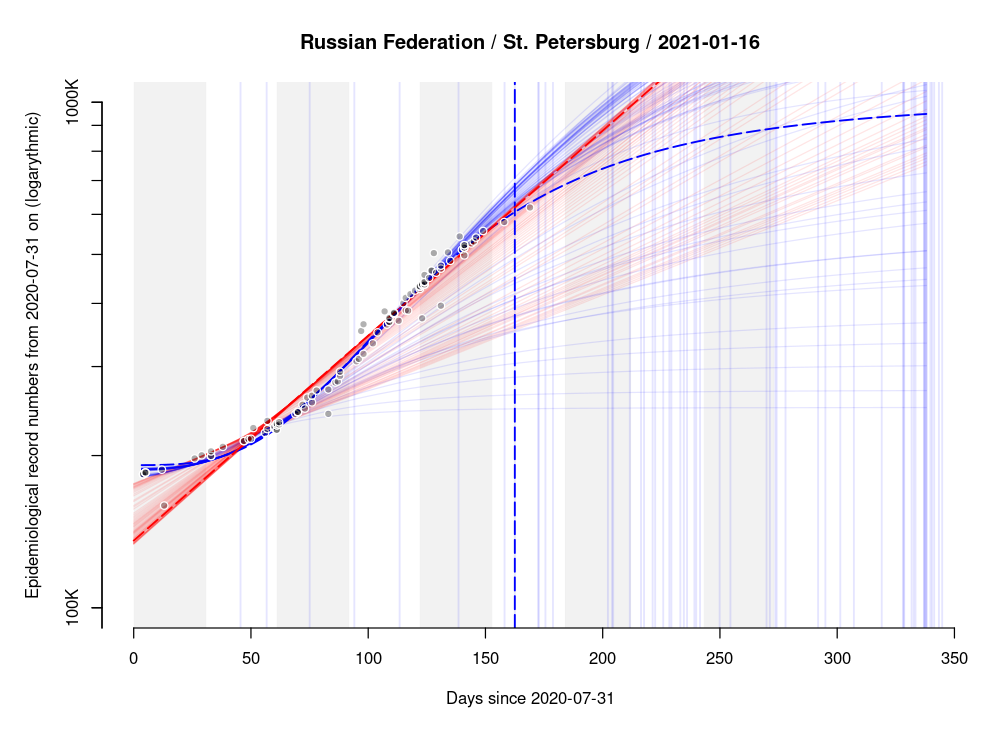 Russian Federation / St. Petersburg / 2021-01-16
Epidemiological record numbers from 2020-07-31 on (logarythmic)
1000K
100K
0 50 100 150 200 250 300 350
Days since 2020-07-31